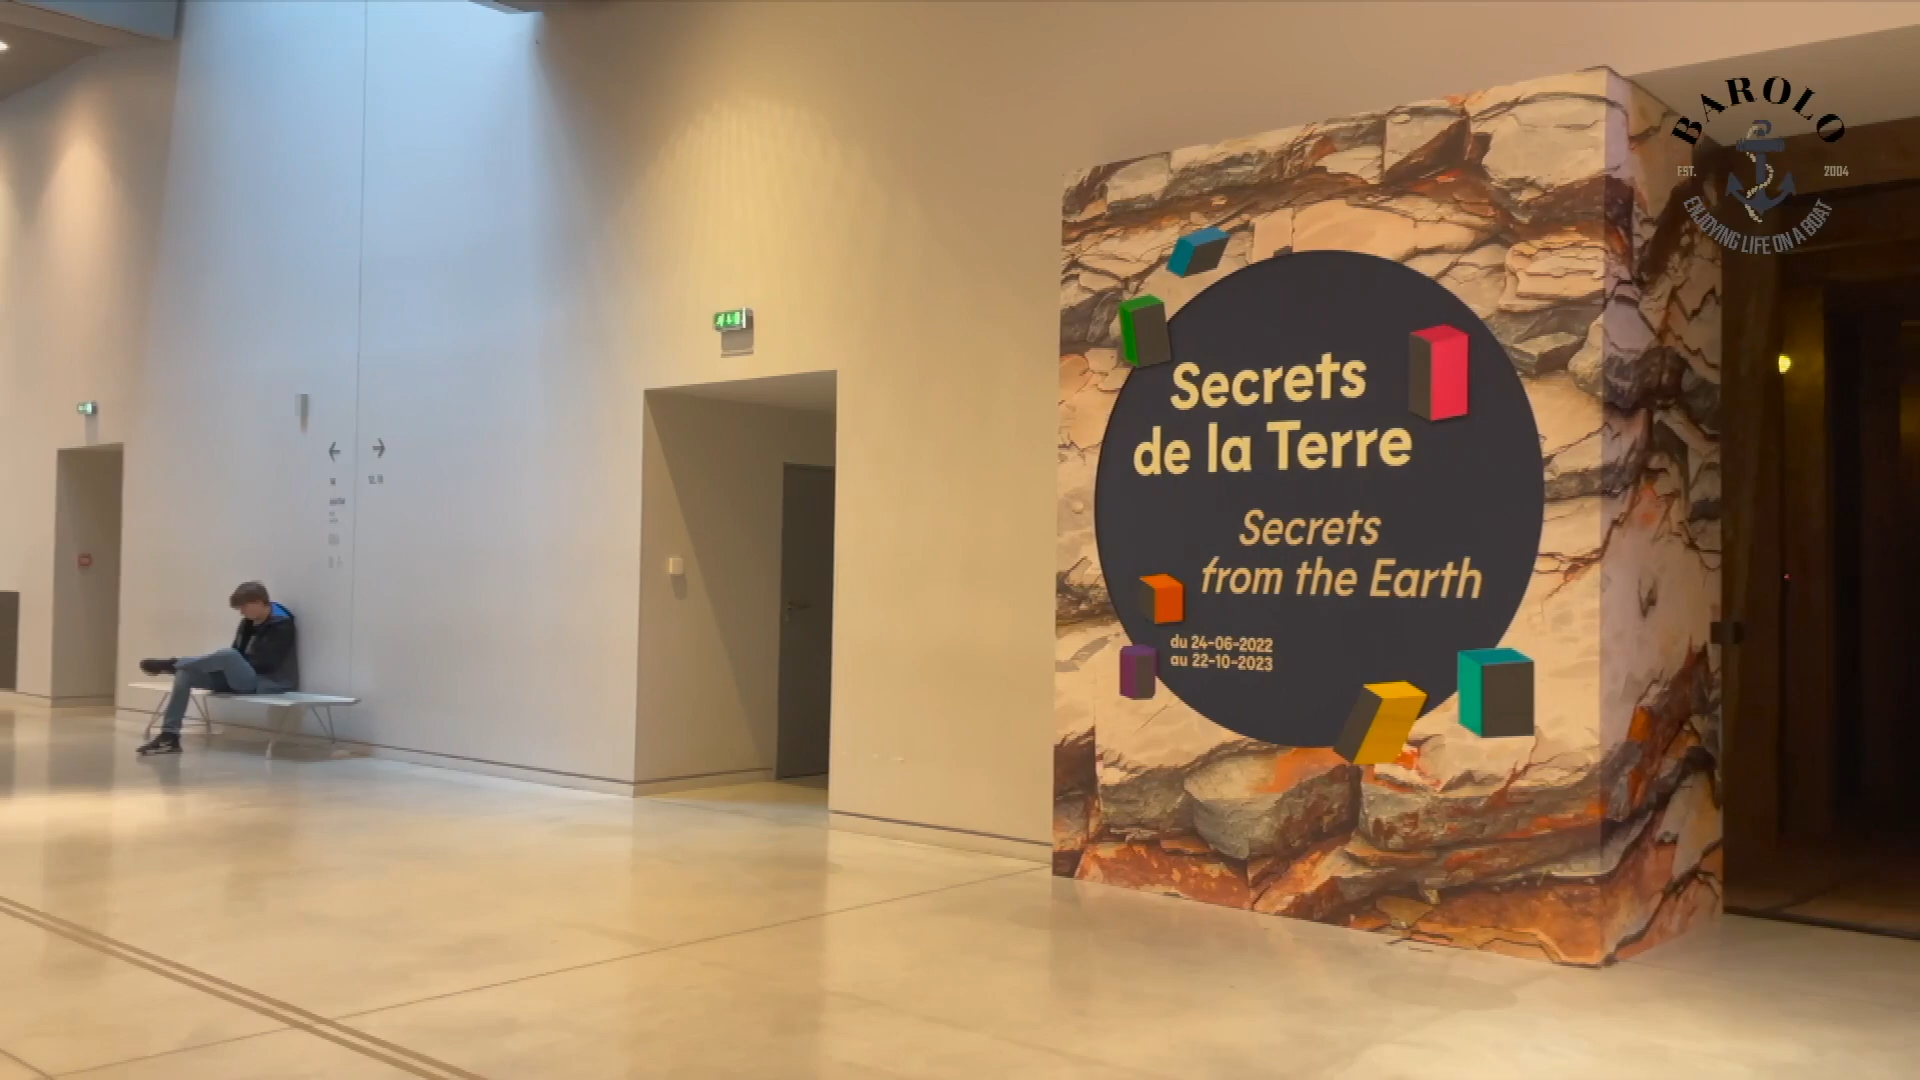 Secrets
de la Terre
Secrets
from the Earth
du 24-06-2022
au 22-10-2023
BAROLO
EST. 2004
ENJOYING LIFE ON A BOAT